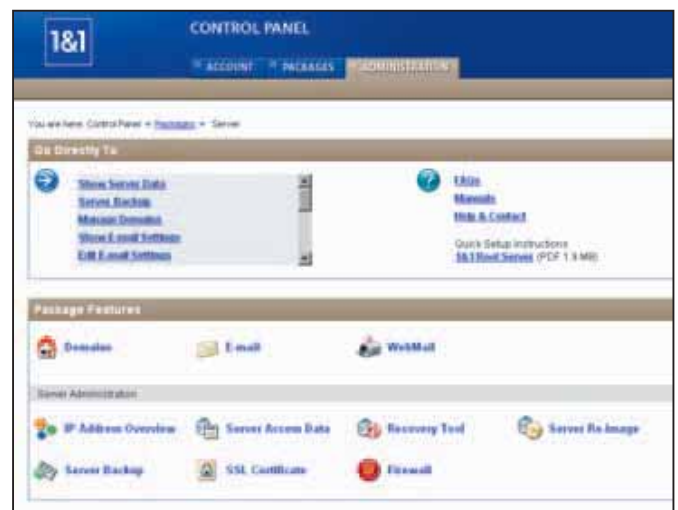 1&1
CONTROL PANEL
ACCOUNT PACKAGES ADMINISTRATION
You are here: Control Panel Packages Server
Go Directly To
Show Server Data
Server Backup
Manage Domains
Show E-mail Settings
Edit E-mail Settings
FAQs
Manuals
Help & Contact
Quick Setup Instructions
1&1 Root Server (PDF 1.9 MB)
Package Features
Domains E-mail WebMail
Server Administration
IP Address Overview Server Access Data Recovery Tool Server Re-Image
Server Backup SSL Certificate Firewall